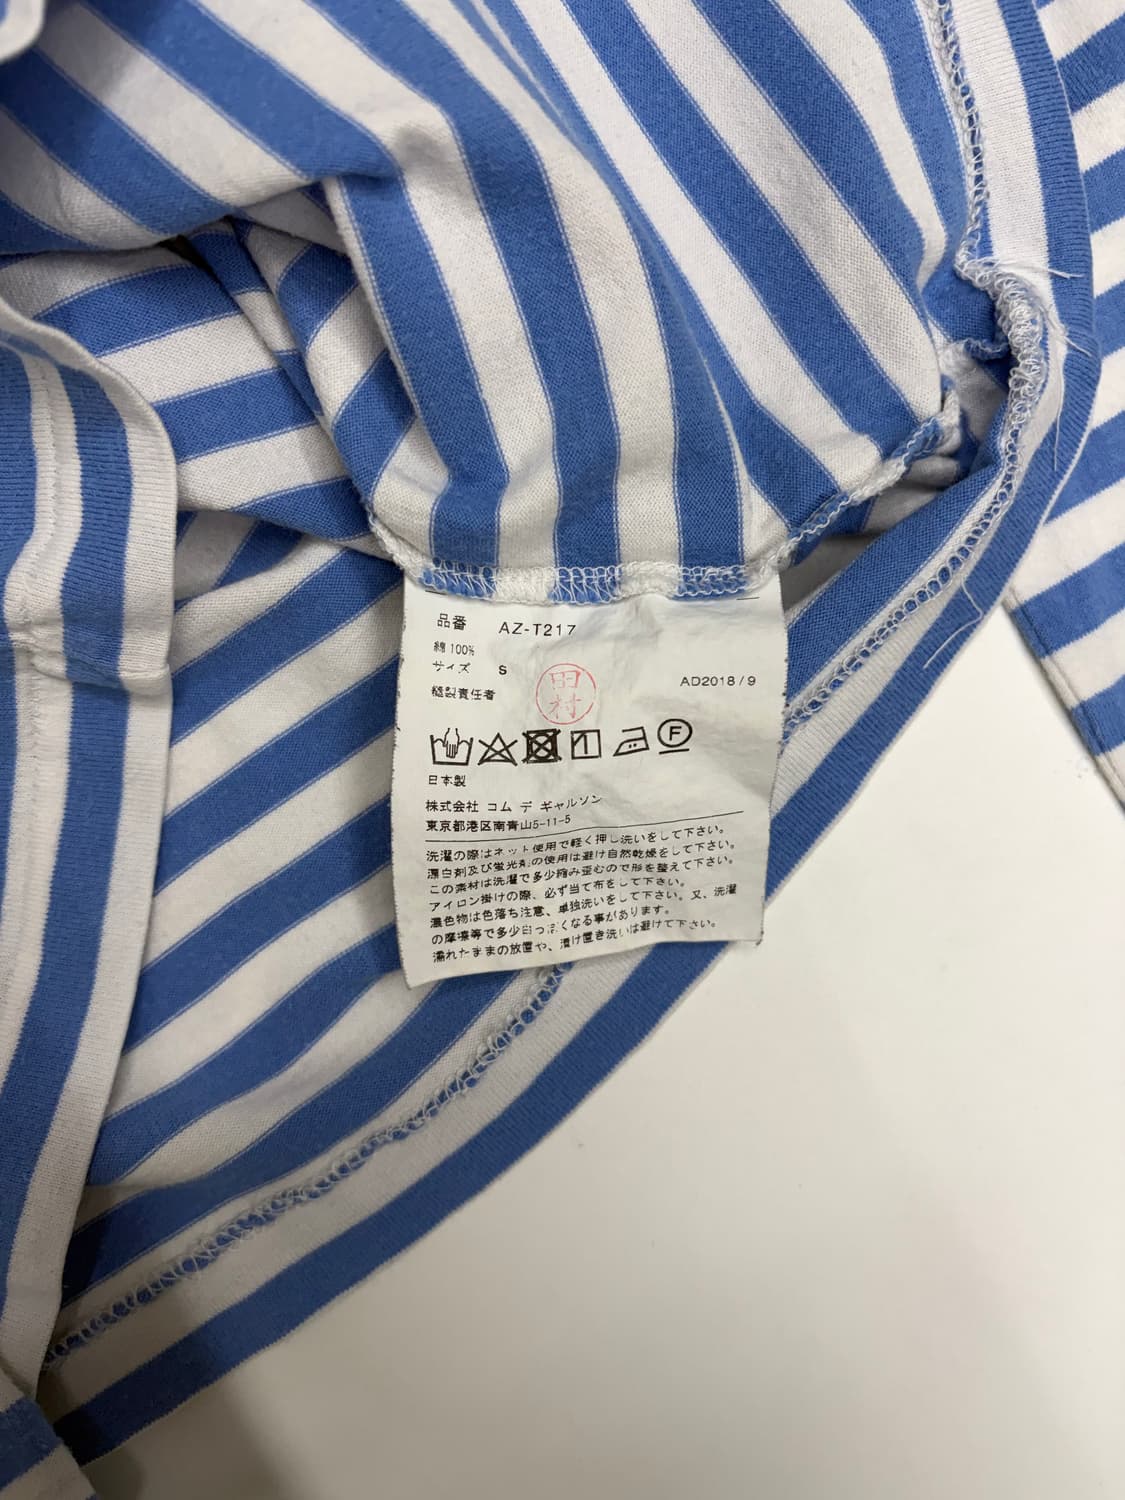 品番 AZ-T217
綿 100%
サイズ S
AD2018/9
縫製責任者
田村
F
日本製
株式会社 コム デ ギャルソン
東京都港区南青山5-11-5
洗濯の際はネット使用で軽く押し洗いをして下さい。
漂白剤及び蛍光剤の使用は避け自然乾燥をして下さい。
この素材は洗濯で多少縮み歪むので形を整えて下さい。
アイロン掛けの際、必ず当て布をして下さい。
濃色物は色落ち注意、単独洗いをして下さい。又、洗濯
の摩擦等で多少白っぽくなる事があります。
濡れたままの放置や、漬け置き洗いは避けて下さい。